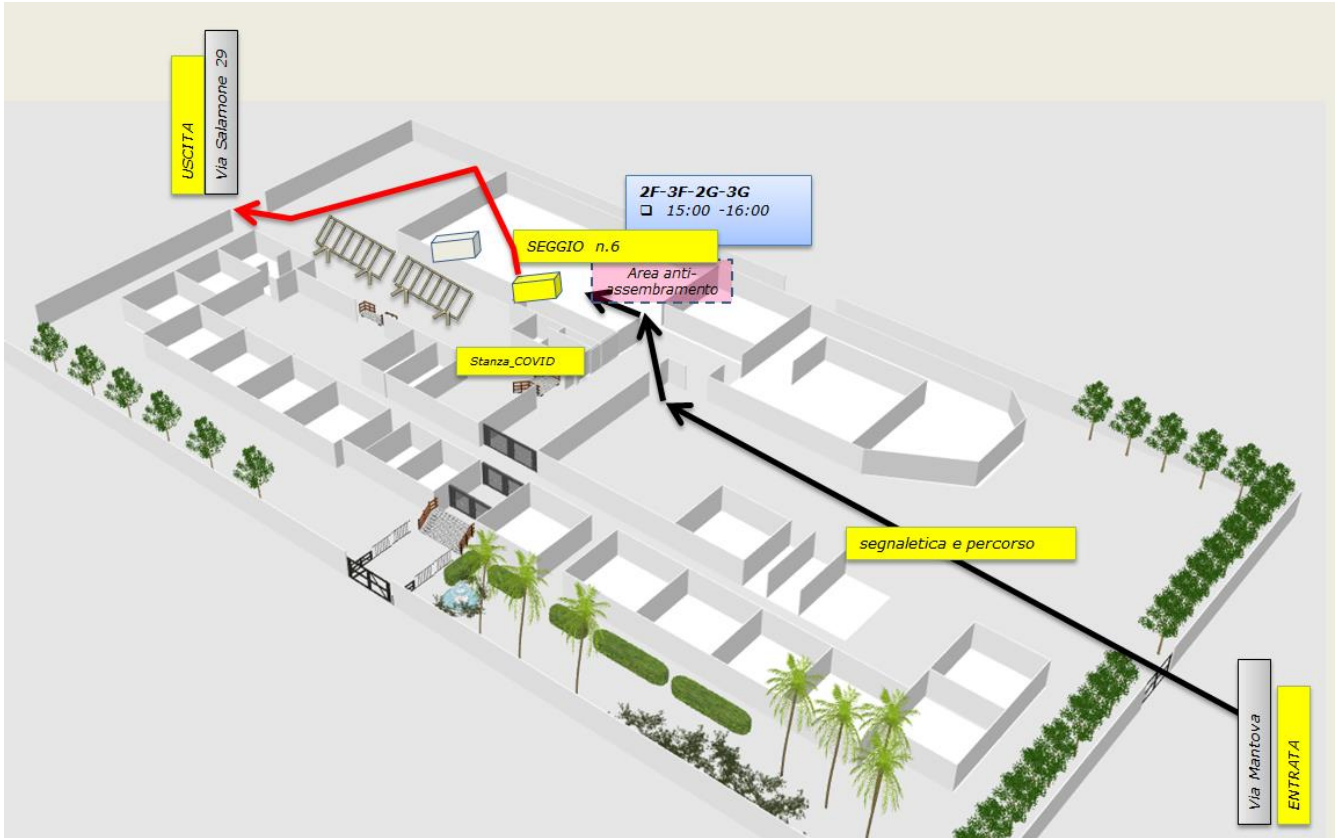 USCITA
Via Salamone 29
2F-3F-2G-3G
❑ 15:00 -16:00
SEGGIO n.6
Area anti-
assembramento
Stanza_COVID
segnaletica e percorso
Via Mantova
ENTRATA